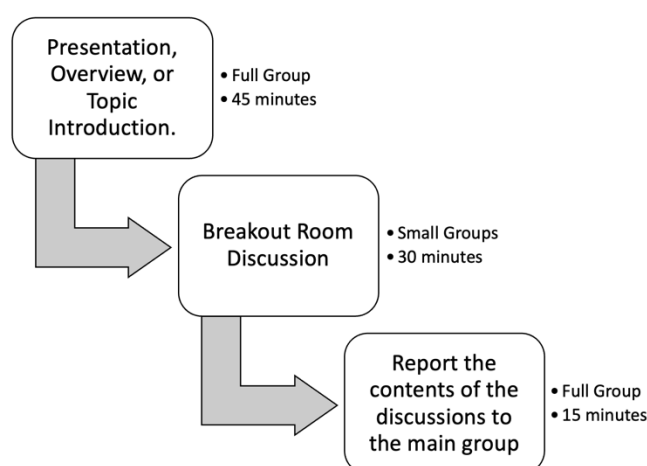 Presentation,
Overview, or
Topic
Introduction.
• Full Group
• 45 minutes
Breakout Room
Discussion
• Small Groups
• 30 minutes
Report the
contents of the
discussions to
the main group
• Full Group
• 15 minutes